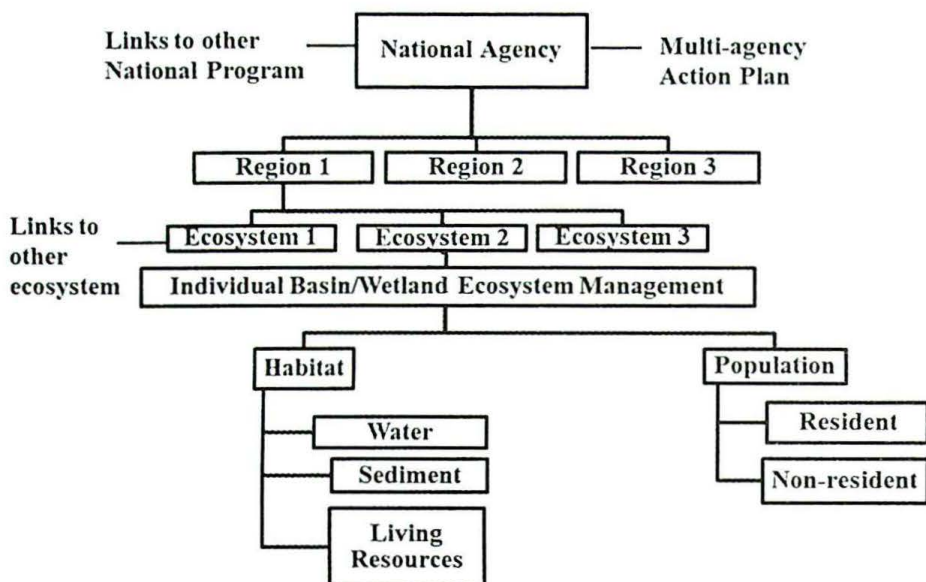 Links to other
National Program
National Agency
Multi-agency
Action Plan
Region 1
Region 2
Region 3
Links to
other
ecosystem
Ecosystem 1
Ecosystem 2
Ecosystem 3
Individual Basin/Wetland Ecosystem Management
Habitat
Population
Water
Sediment
Living
Resources
Resident
Non-resident